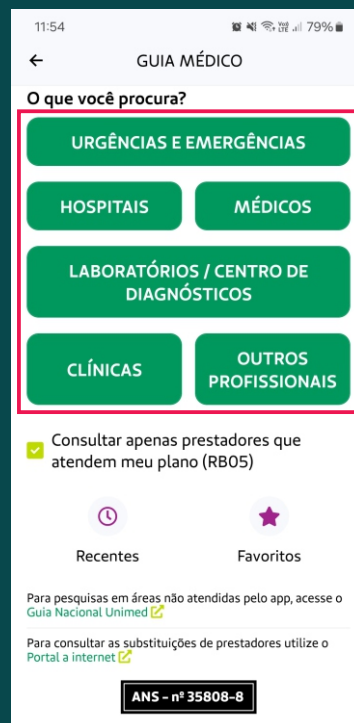 11:54
79%
GUIA MÉDICO
O que você procura?
URGÊNCIAS E EMERGÊNCIAS
HOSPITAIS
MÉDICOS
LABORATÓRIOS / CENTRO DE
DIAGNÓSTICOS
CLÍNICAS
OUTROS
PROFISSIONAIS
Consultar apenas prestadores que
atendem meu plano (RB05)
Recentes
Favoritos
Para pesquisas em áreas não atendidas pelo app, acesse o
Guia Nacional Unimed
Para consultar as substituições de prestadores utilize o
Portal a internet
ANS - nº 35808-8